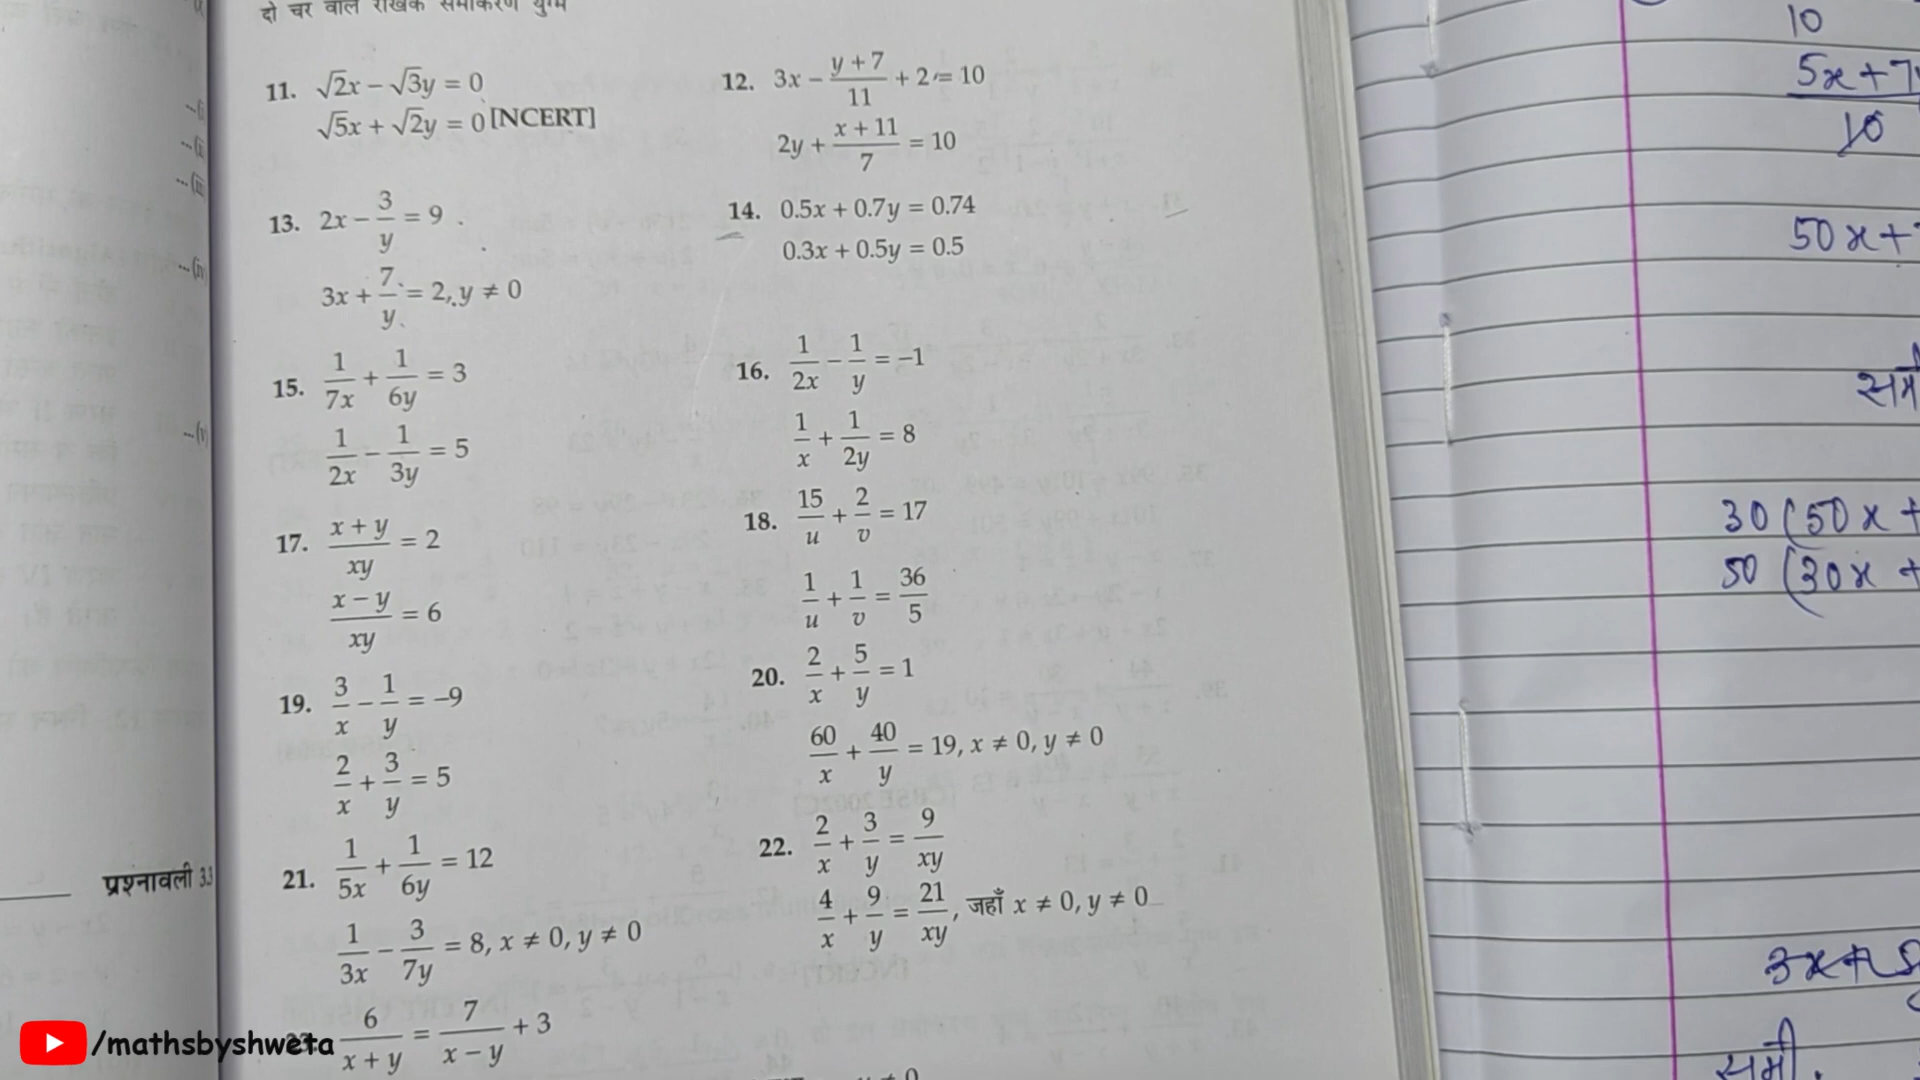 दो चर वाले रैखिक समीकरण युग्म
11. √2x − √3y = 0
√5x + √2y = 0 [NCERT]
12. 3x − (y + 7)/11 + 2 = 10
2y + (x + 11)/7 = 10
13. 2x − 3/y = 9
3x + 7/y = 2, y ≠ 0
14. 0.5x + 0.7y = 0.74
0.3x + 0.5y = 0.5
15. 1/7x + 1/6y = 3
1/2x − 1/3y = 5
16. 1/2x − 1/y = −1
1/x + 1/2y = 8
17. (x + y)/xy = 2
(x − y)/xy = 6
18. 15/u + 2/v = 17
1/u + 1/v = 36/5
19. 3/x − 1/y = −9
2/x + 3/y = 5
20. 2/x + 5/y = 1
60/x + 40/y = 19, x ≠ 0, y ≠ 0
21. 1/5x + 1/6y = 12
1/3x − 3/7y = 8, x ≠ 0, y ≠ 0
22. 2/x + 3/y = 9/xy
4/x + 9/y = 21/xy, जहाँ x ≠ 0, y ≠ 0
6/(x + y) = 7/(x − y) + 3
प्रश्नावली 3.3
/mathsbyshweta
10
5x+7y
10
50x+
30(50x+
50(30x+
3x+5
समी.